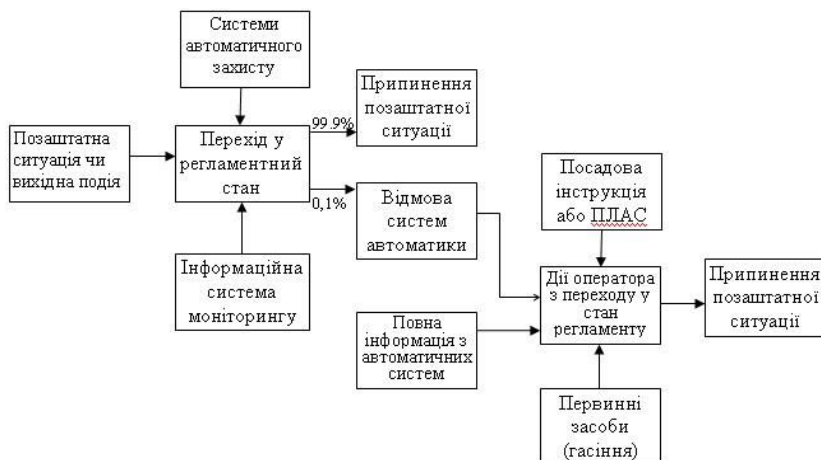 Системи
автоматичного
захисту
Припинення
позаштатної
ситуації
99.9%
Позаштатна
ситуація чи
вихідна подія
Перехід у
регламентний
стан
0,1%
Відмова
систем
автоматики
Посадова
інструкція
або ПЛАС
Інформаційна
система
моніторингу
Дії оператора
з переходу у
стан
регламенту
Припинення
позаштатної
ситуації
Повна
інформація з
автоматичних
систем
Первинні
засоби
(гасіння)